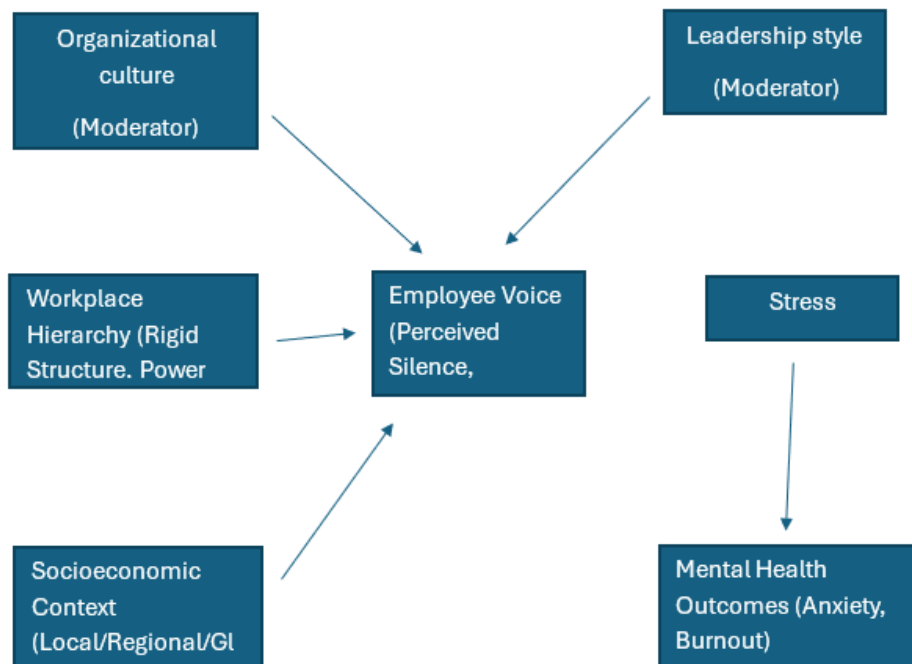 Organizational
culture
(Moderator)
Leadership style
(Moderator)
Workplace
Hierarchy (Rigid
Structure. Power
Employee Voice
(Perceived
Silence,
Stress
Socioeconomic
Context
(Local/Regional/Gl
Mental Health
Outcomes (Anxiety,
Burnout)